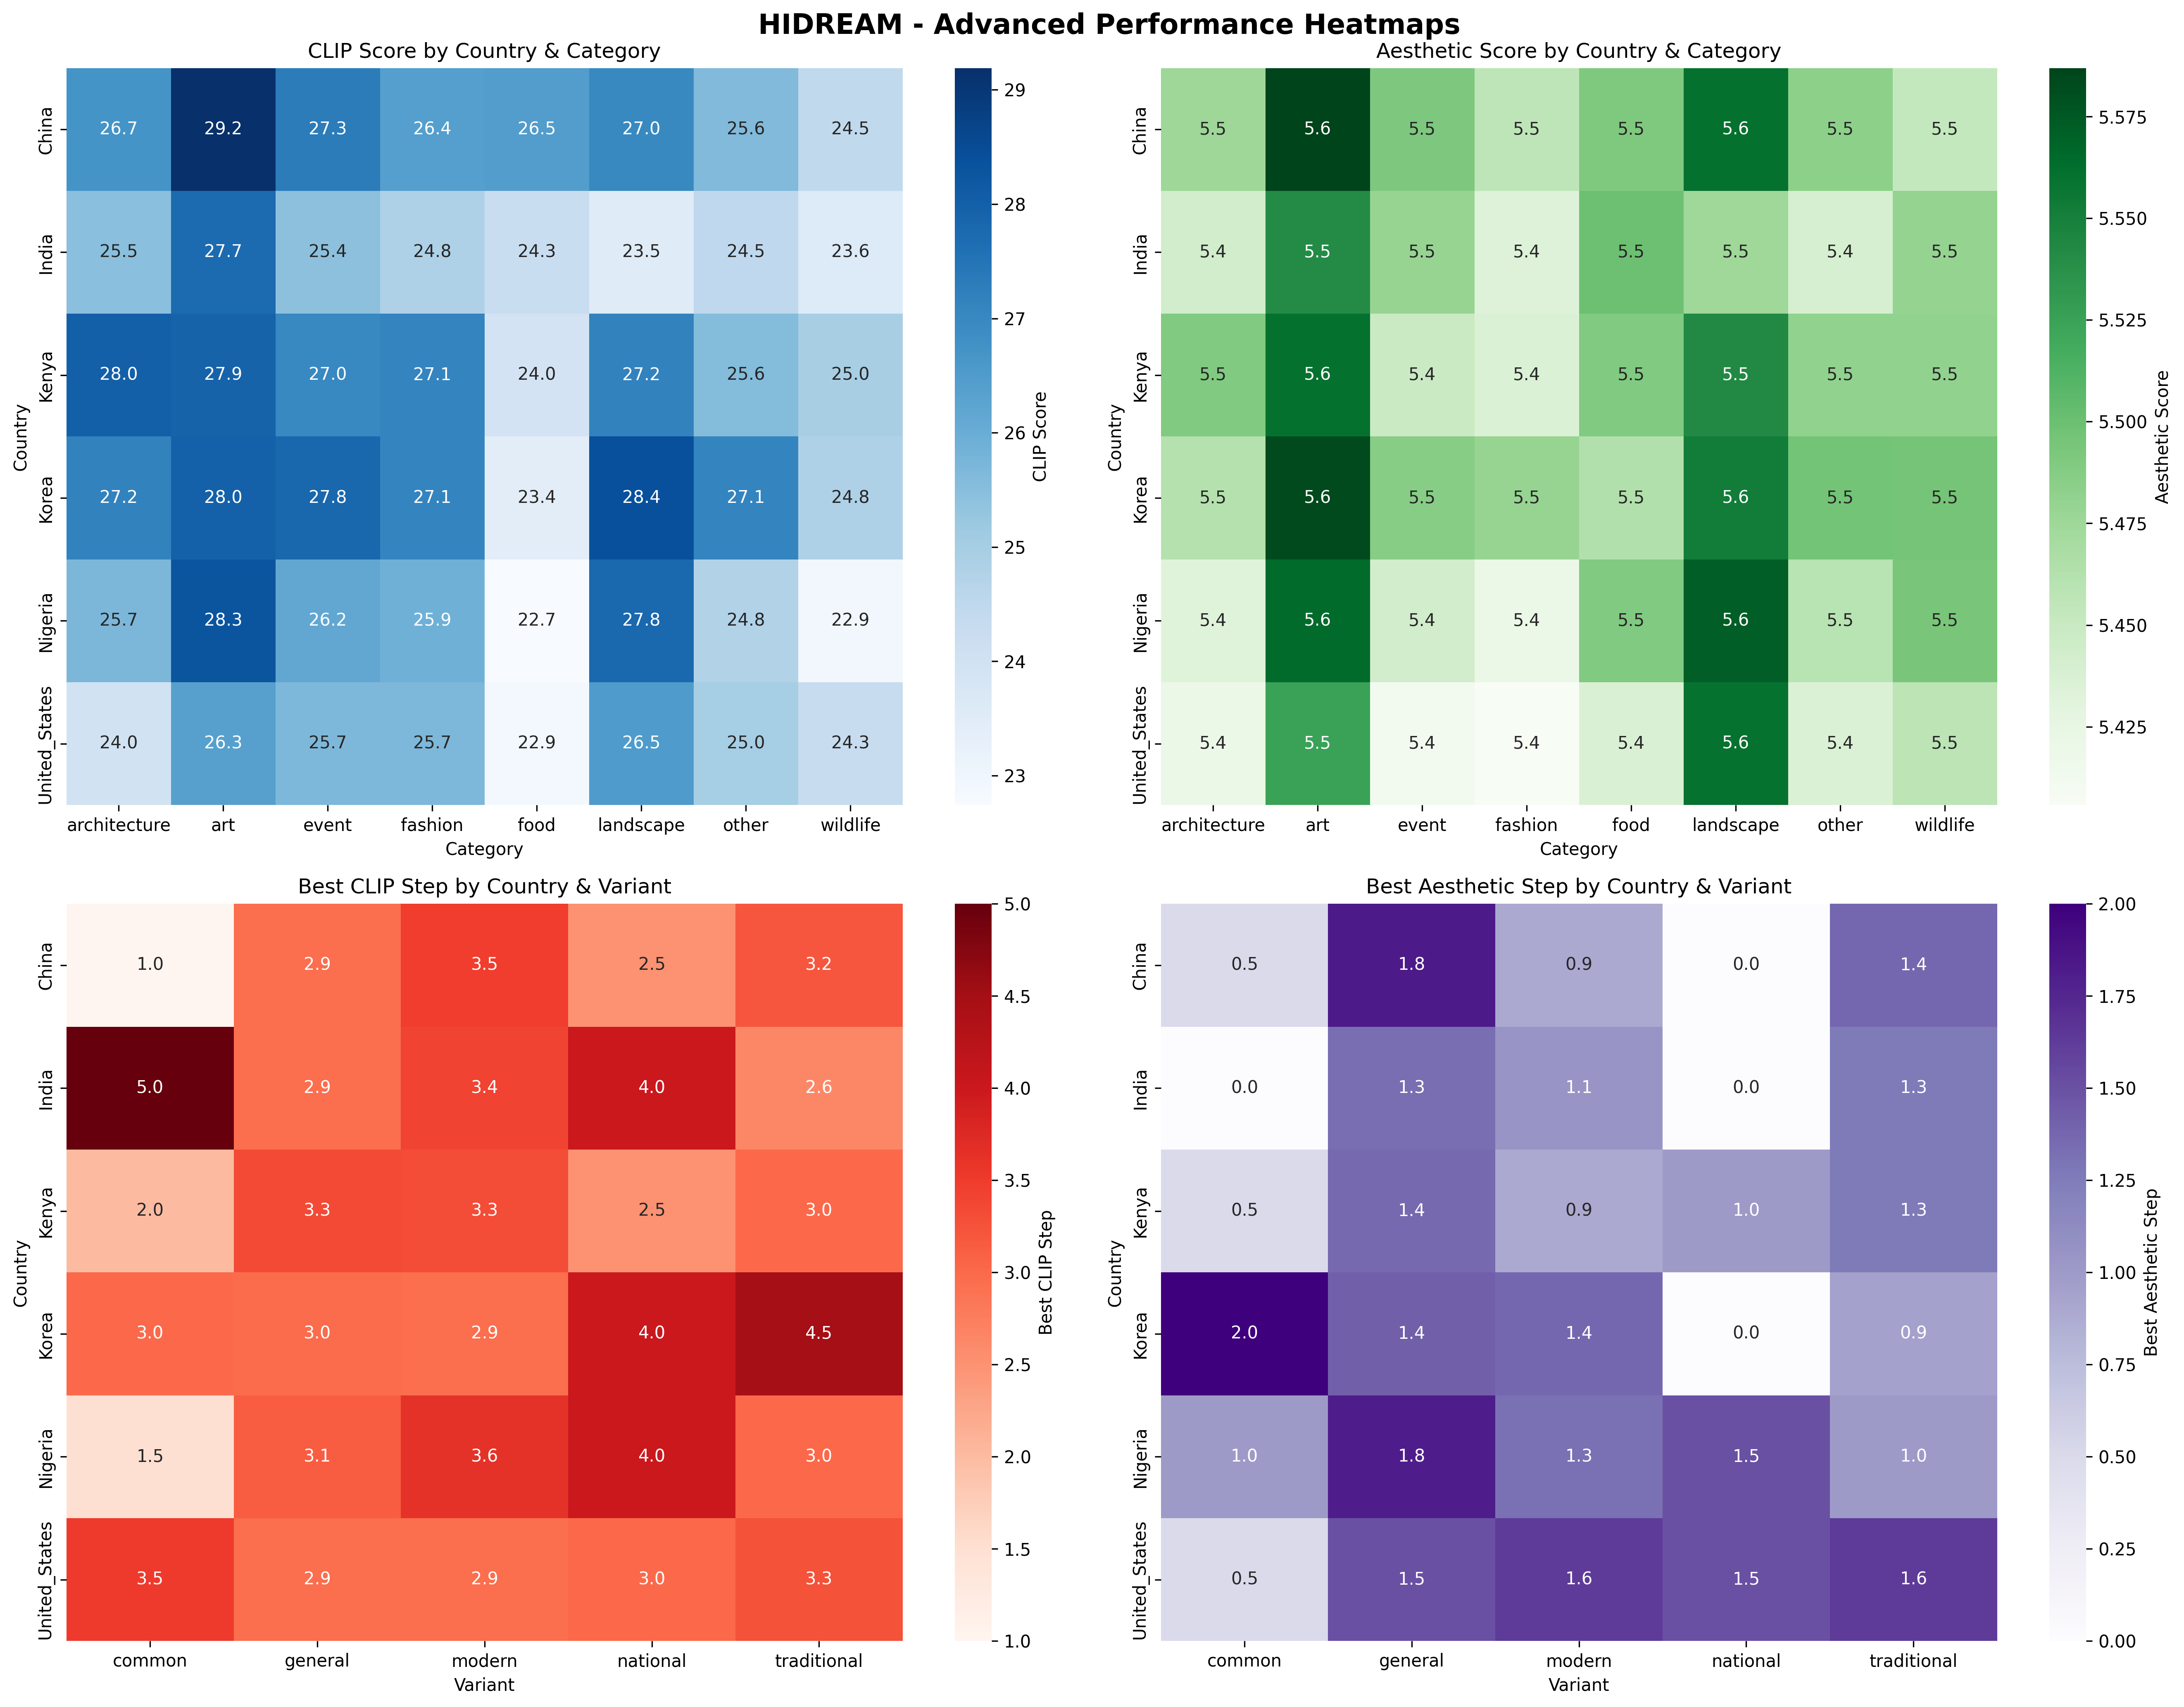 HIDREAM - Advanced Performance Heatmaps
CLIP Score by Country & Category
Country
China
26.7 29.2 27.3 26.4 26.5 27.0 25.6 24.5
India
25.5 27.7 25.4 24.8 24.3 23.5 24.5 23.6
Kenya
28.0 27.9 27.0 27.1 24.0 27.2 25.6 25.0
Korea
27.2 28.0 27.8 27.1 23.4 28.4 27.1 24.8
Nigeria
25.7 28.3 26.2 25.9 22.7 27.8 24.8 22.9
United_States
24.0 26.3 25.7 25.7 22.9 26.5 25.0 24.3
architecture art event fashion food landscape other wildlife
Category
29
28
27
26
25
24
23
CLIP Score
Aesthetic Score by Country & Category
Country
China
5.5 5.6 5.5 5.5 5.5 5.6 5.5 5.5
India
5.4 5.5 5.5 5.4 5.5 5.5 5.4 5.5
Kenya
5.5 5.6 5.4 5.4 5.5 5.5 5.5 5.5
Korea
5.5 5.6 5.5 5.5 5.5 5.6 5.5 5.5
Nigeria
5.4 5.6 5.4 5.4 5.5 5.6 5.5 5.5
United_States
5.4 5.5 5.4 5.4 5.4 5.6 5.4 5.5
architecture art event fashion food landscape other wildlife
Category
5.575
5.550
5.525
5.500
5.475
5.450
5.425
Aesthetic Score
Best CLIP Step by Country & Variant
Country
China
1.0 2.9 3.5 2.5 3.2
India
5.0 2.9 3.4 4.0 2.6
Kenya
2.0 3.3 3.3 2.5 3.0
Korea
3.0 3.0 2.9 4.0 4.5
Nigeria
1.5 3.1 3.6 4.0 3.0
United_States
3.5 2.9 2.9 3.0 3.3
common general modern national traditional
Variant
5.0
4.5
4.0
3.5
3.0
2.5
2.0
1.5
1.0
Best CLIP Step
Best Aesthetic Step by Country & Variant
Country
China
0.5 1.8 0.9 0.0 1.4
India
0.0 1.3 1.1 0.0 1.3
Kenya
0.5 1.4 0.9 1.0 1.3
Korea
2.0 1.4 1.4 0.0 0.9
Nigeria
1.0 1.8 1.3 1.5 1.0
United_States
0.5 1.5 1.6 1.5 1.6
common general modern national traditional
Variant
2.00
1.75
1.50
1.25
1.00
0.75
0.50
0.25
0.00
Best Aesthetic Step